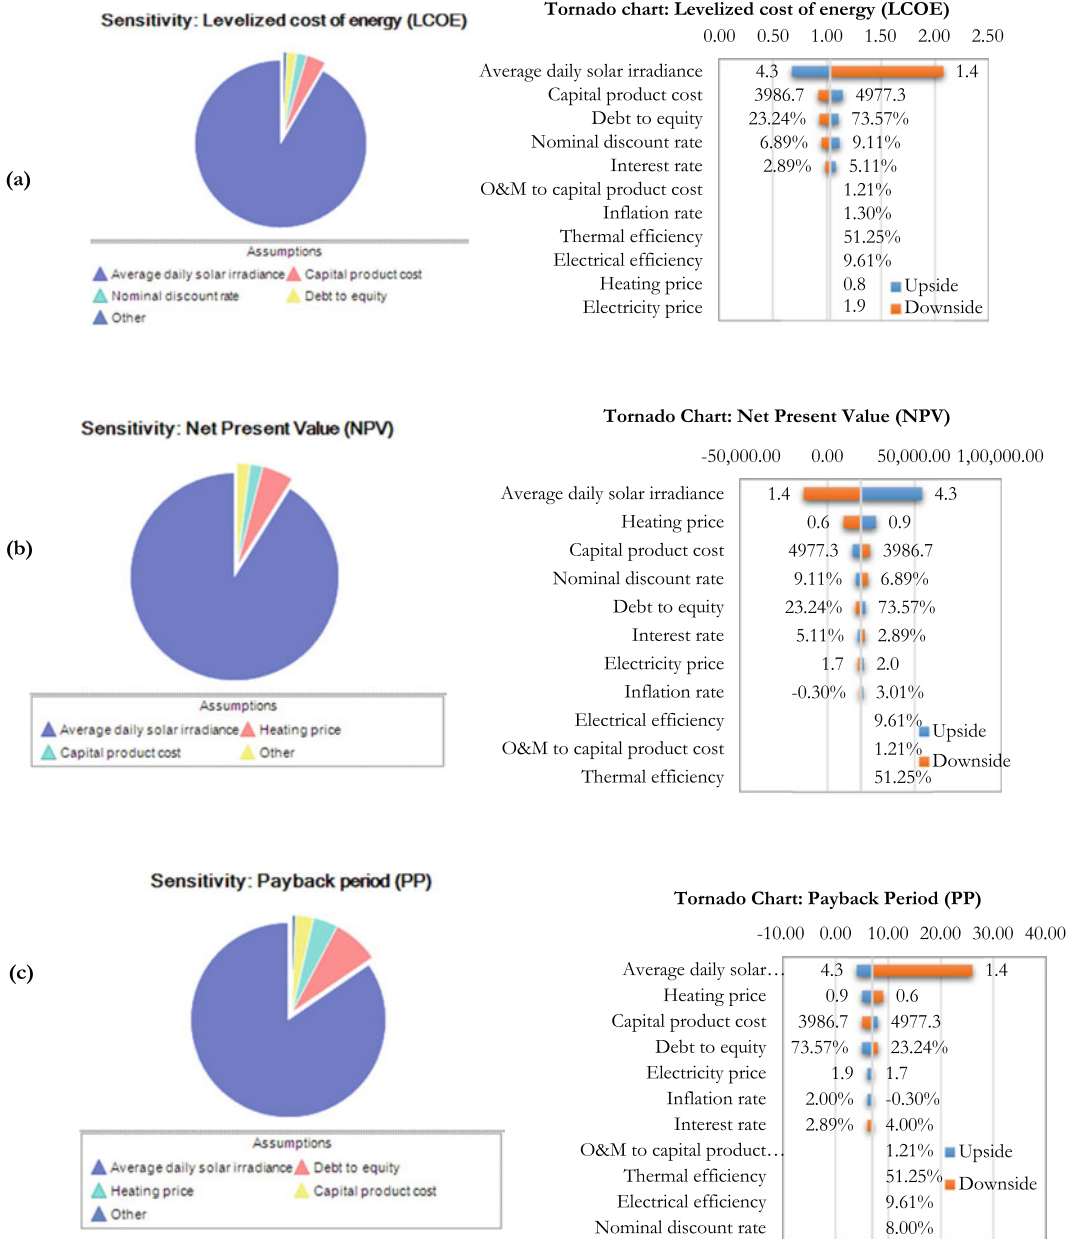 Sensitivity: Levelized cost of energy (LCOE)
Assumptions
Average daily solar irradiance Capital product cost
Nominal discount rate Debt to equity
Other
(a)
Tornado chart: Levelized cost of energy (LCOE)
0.00 0.50 1.00 1.50 2.00 2.50
Average daily solar irradiance 4.3 1.4
Capital product cost 3986.7 4977.3
Debt to equity 23.24% 73.57%
Nominal discount rate 6.89% 9.11%
Interest rate 2.89% 5.11%
O&M to capital product cost 1.21%
Inflation rate 1.30%
Thermal efficiency 51.25%
Electrical efficiency 9.61%
Heating price 0.8 Upside
Electricity price 1.9 Downside
Sensitivity: Net Present Value (NPV)
(b)
Assumptions
Average daily solar irradiance Heating price
Capital product cost Other
Tornado Chart: Net Present Value (NPV)
-50,000.00 0.00 50,000.00 1,00,000.00
Average daily solar irradiance 1.4 4.3
Heating price 0.6 0.9
Capital product cost 4977.3 3986.7
Nominal discount rate 9.11% 6.89%
Debt to equity 23.24% 73.57%
Interest rate 5.11% 2.89%
Electricity price 1.7 2.0
Inflation rate -0.30% 3.01%
Electrical efficiency 9.61% Upside
O&M to capital product cost 1.21%
Downside
Thermal efficiency 51.25%
Sensitivity: Payback period (PP)
(c)
Assumptions
Average daily solar irradiance Debt to equity
Heating price Capital product cost
Other
Tornado Chart: Payback Period (PP)
-10.00 0.00 10.00 20.00 30.00 40.00
Average daily solar… 4.3 1.4
Heating price 0.9 0.6
Capital product cost 3986.7 4977.3
Debt to equity 73.57% 23.24%
Electricity price 1.9 1.7
Inflation rate 2.00% -0.30%
Interest rate 2.89% 4.00%
O&M to capital product… 1.21% Upside
Thermal efficiency 51.25% Downside
Electrical efficiency 9.61%
Nominal discount rate 8.00%